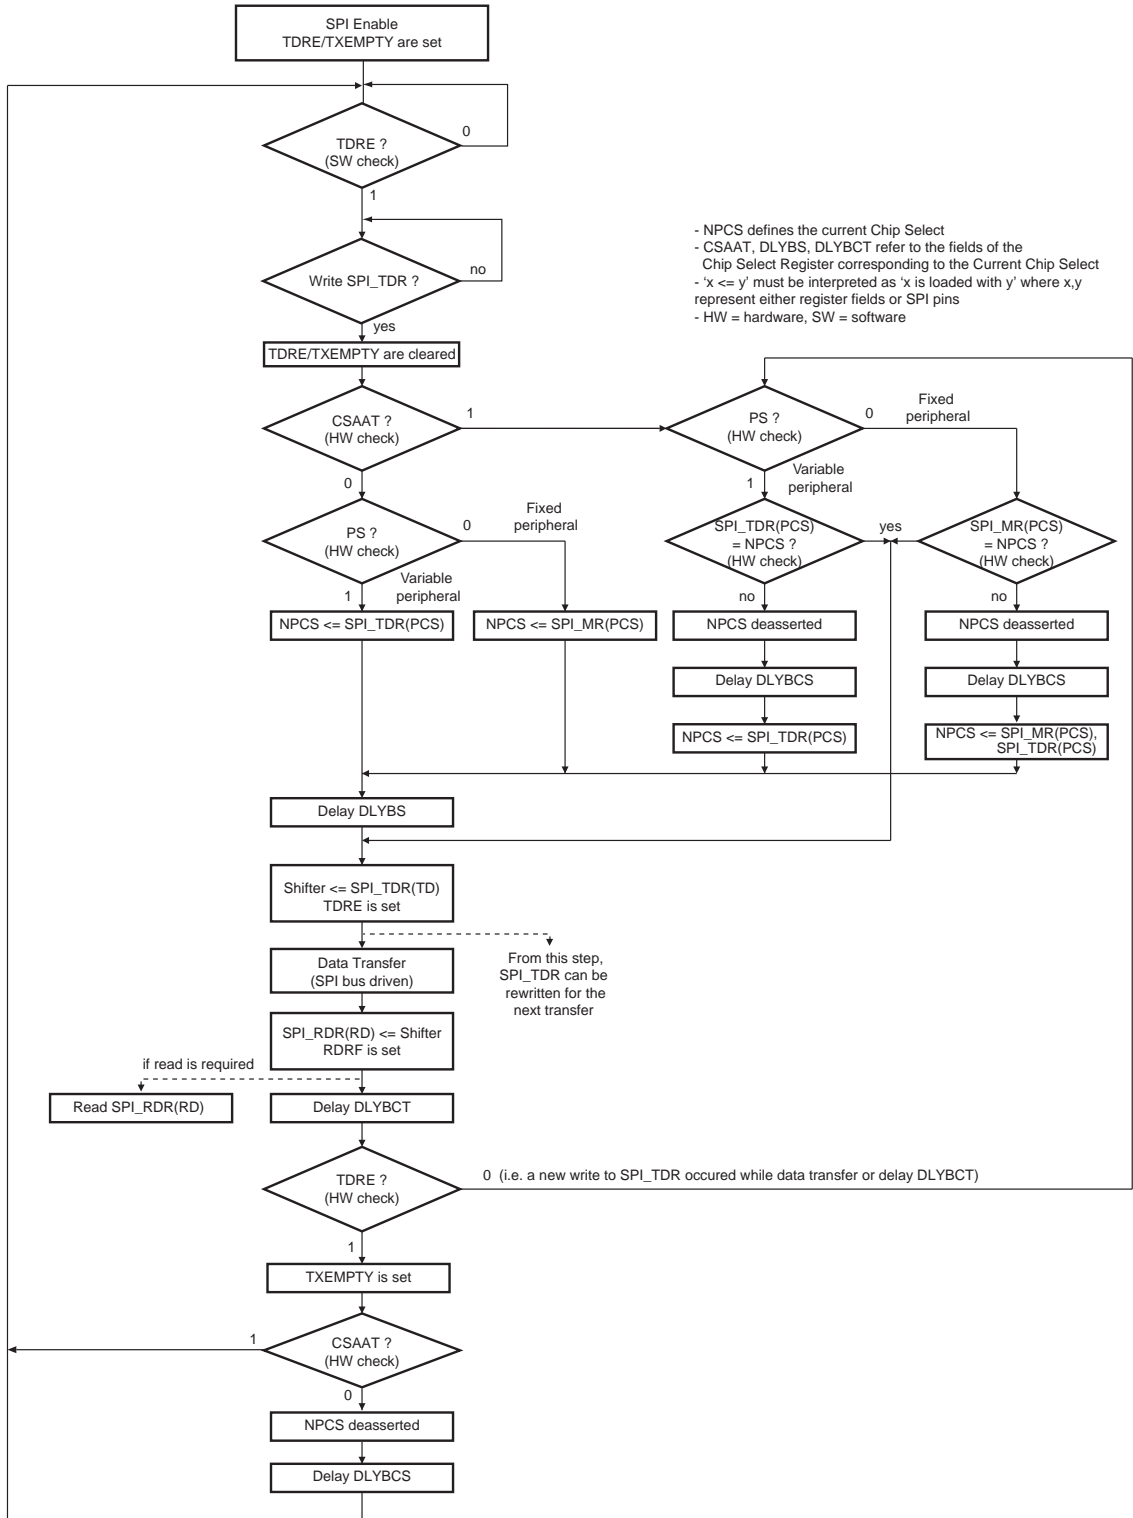 SPI Enable
TDRE/TXEMPTY are set
TDRE ?
(SW check)
0
1
Write SPI_TDR ?
no
yes
- NPCS defines the current Chip Select
- CSAAT, DLYBS, DLYBCT refer to the fields of the
Chip Select Register corresponding to the Current Chip Select
- ‘x <= y’ must be interpreted as ‘x is loaded with y’ where x,y
represent either register fields or SPI pins
- HW = hardware, SW = software
TDRE/TXEMPTY are cleared
CSAAT ?
(HW check)
1
0
PS ?
(HW check)
0
Fixed
peripheral
1
Variable
peripheral
PS ?
(HW check)
0
Fixed
peripheral
1
Variable
peripheral
SPI_TDR(PCS)
= NPCS ?
(HW check)
yes
no
SPI_MR(PCS)
= NPCS ?
(HW check)
no
NPCS <= SPI_TDR(PCS)
NPCS <= SPI_MR(PCS)
NPCS deasserted
NPCS deasserted
Delay DLYBCS
Delay DLYBCS
NPCS <= SPI_TDR(PCS)
NPCS <= SPI_MR(PCS),
SPI_TDR(PCS)
Delay DLYBS
Shifter <= SPI_TDR(TD)
TDRE is set
Data Transfer
(SPI bus driven)
From this step,
SPI_TDR can be
rewritten for the
next transfer
SPI_RDR(RD) <= Shifter
RDRF is set
if read is required
Read SPI_RDR(RD)
Delay DLYBCT
TDRE ?
(HW check)
0 (i.e. a new write to SPI_TDR occured while data transfer or delay DLYBCT)
1
TXEMPTY is set
CSAAT ?
(HW check)
1
0
NPCS deasserted
Delay DLYBCS